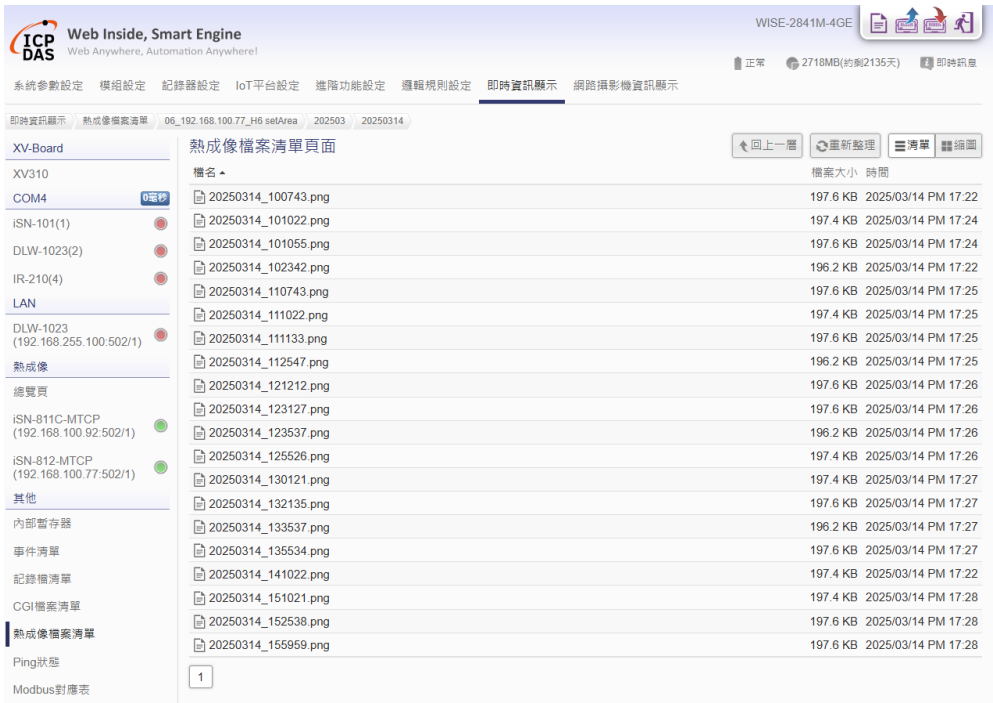 ICP DAS
Web Inside, Smart Engine
Web Anywhere, Automation Anywhere!
WISE-2841M-4GE
正常 2718MB(約剩2135天) 即時訊息
系統參數設定 模組設定 記錄器設定 IoT平台設定 進階功能設定 邏輯規則設定 即時資訊顯示 網路攝影機資訊顯示
即時資訊顯示 熱成像檔案清單 06_192.168.100.77_H6 setArea 202503 20250314
XV-Board
XV310
COM4 0毫秒
iSN-101(1)
DLW-1023(2)
IR-210(4)
LAN
DLW-1023
(192.168.255.100:502/1)
熱成像
總覽頁
iSN-811C-MTCP
(192.168.100.92:502/1)
iSN-812-MTCP
(192.168.100.77:502/1)
其他
內部暫存器
事件清單
記錄檔清單
CGI檔案清單
熱成像檔案清單
Ping狀態
Modbus對應表
熱成像檔案清單頁面
回上一層 重新整理 清單 縮圖
檔名 檔案大小 時間
20250314_100743.png 197.6 KB 2025/03/14 PM 17:22
20250314_101022.png 197.4 KB 2025/03/14 PM 17:24
20250314_101055.png 197.6 KB 2025/03/14 PM 17:24
20250314_102342.png 196.2 KB 2025/03/14 PM 17:22
20250314_110743.png 197.6 KB 2025/03/14 PM 17:25
20250314_111022.png 197.4 KB 2025/03/14 PM 17:25
20250314_111133.png 197.6 KB 2025/03/14 PM 17:25
20250314_112547.png 196.2 KB 2025/03/14 PM 17:25
20250314_121212.png 197.6 KB 2025/03/14 PM 17:26
20250314_123127.png 197.6 KB 2025/03/14 PM 17:26
20250314_123537.png 196.2 KB 2025/03/14 PM 17:26
20250314_125526.png 197.4 KB 2025/03/14 PM 17:26
20250314_130121.png 197.4 KB 2025/03/14 PM 17:27
20250314_132135.png 197.6 KB 2025/03/14 PM 17:27
20250314_133537.png 196.2 KB 2025/03/14 PM 17:27
20250314_135534.png 197.6 KB 2025/03/14 PM 17:27
20250314_141022.png 197.4 KB 2025/03/14 PM 17:22
20250314_151021.png 197.4 KB 2025/03/14 PM 17:28
20250314_152538.png 197.6 KB 2025/03/14 PM 17:28
20250314_155959.png 197.6 KB 2025/03/14 PM 17:28
1